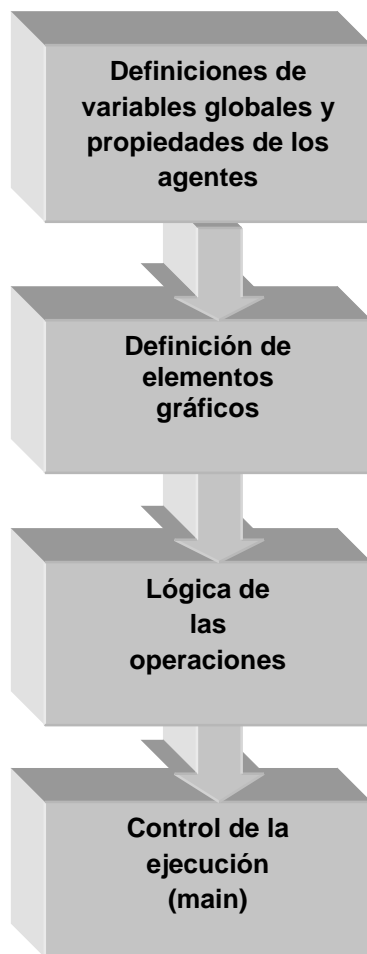 Definiciones de
variables globales y
propiedades de los
agentes
Definición de
elementos
gráficos
Lógica de
las
operaciones
Control de la
ejecución
(main)